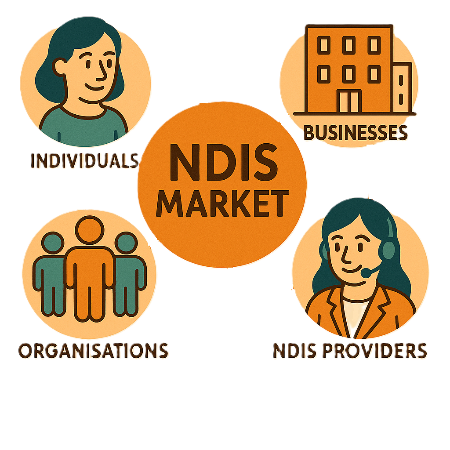 BUSINESSES
INDIVIDUALS
NDIS
MARKET
ORGANISATIONS
NDIS PROVIDERS